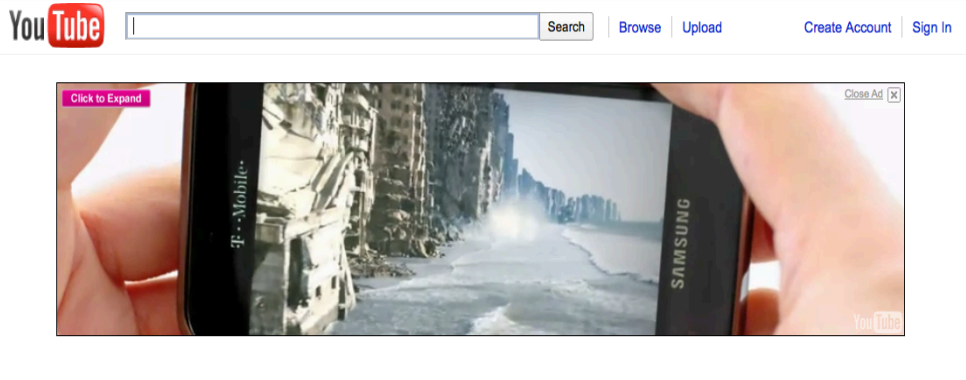 YouTube
Search
Browse
Upload
Create Account
Sign In
Click to Expand
Close Ad X
T··Mobile·
SAMSUNG
YouTube